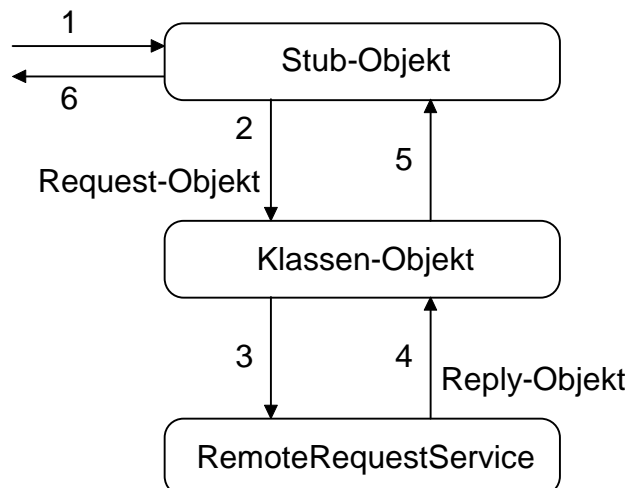 1
Stub-Objekt
6
2
5
Request-Objekt
Klassen-Objekt
3
4
Reply-Objekt
RemoteRequestService